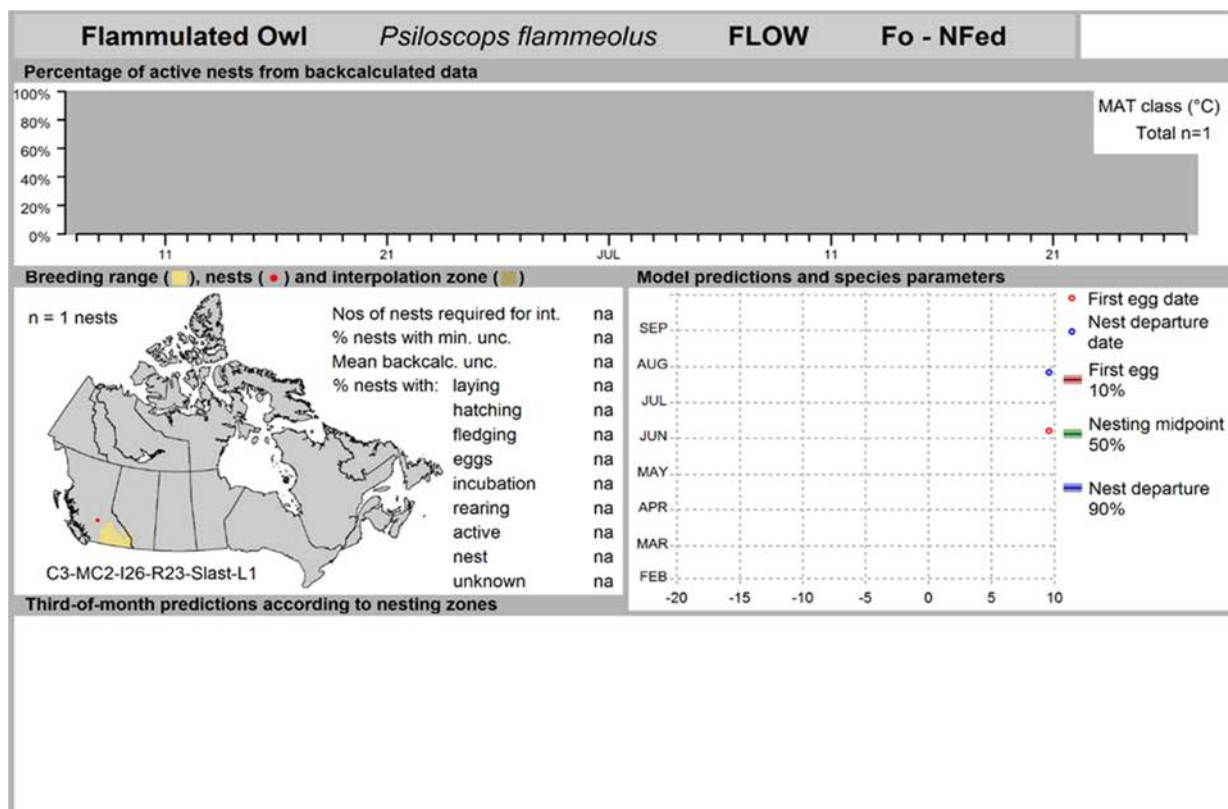 Flammulated Owl Psiloscops flammeolus FLOW Fo - NFed
Percentage of active nests from backcalculated data
100%
80%
60%
40%
20%
0%
MAT class (°C)
Total n=1
11 21 JUL 11 21
Breeding range ( ), nests ( ) and interpolation zone ( )
n = 1 nests
Nos of nests required for int. na
% nests with min. unc. na
Mean backcalc. unc. na
% nests with: laying na
hatching na
fledging na
eggs na
incubation na
rearing na
active na
nest na
unknown na
C3-MC2-I26-R23-Slast-L1
Model predictions and species parameters
SEP
AUG
JUL
JUN
MAY
APR
MAR
FEB
-20 -15 -10 -5 0 5 10
First egg date
Nest departure
date
First egg
10%
Nesting midpoint
50%
Nest departure
90%
Third-of-month predictions according to nesting zones